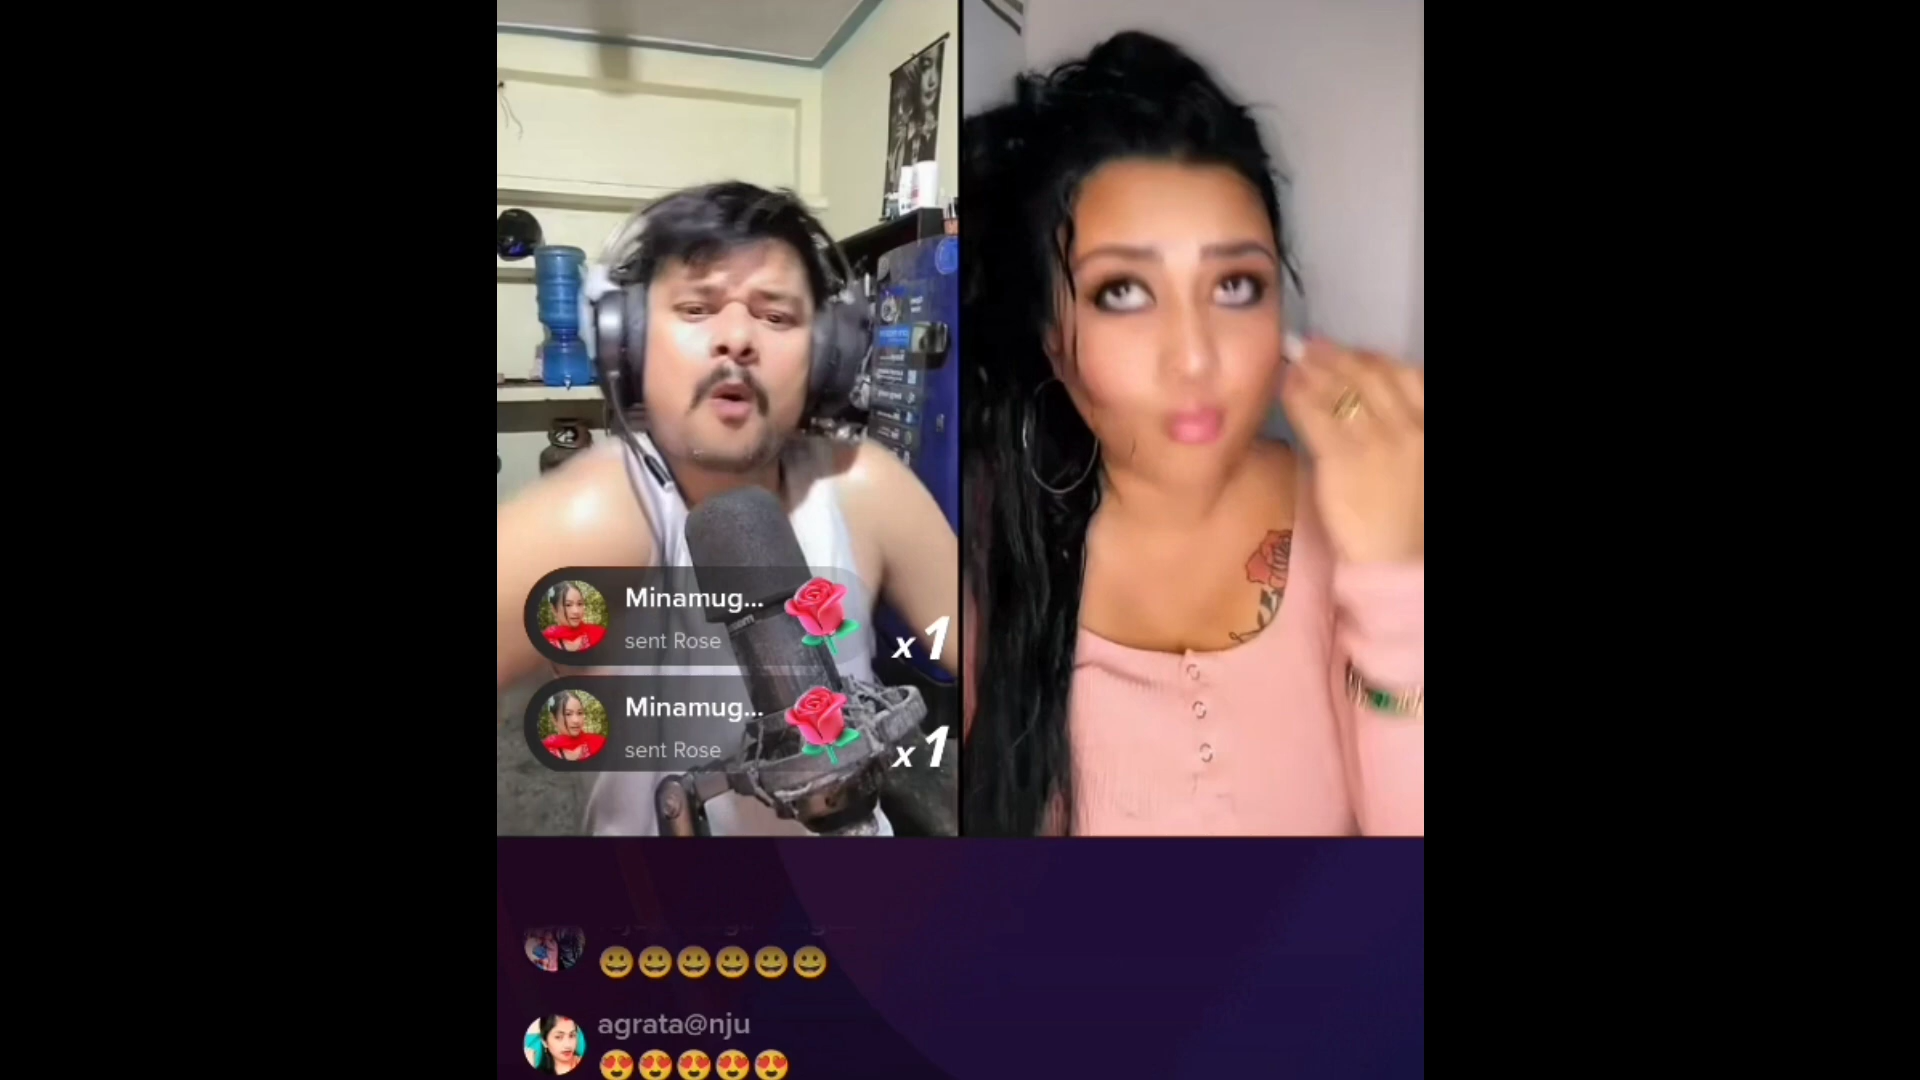 Minamug...
sent Rose
x1
Minamug...
sent Rose
x1
😀😀😀😀😀😀
agrata@nju
😍😍😍😍😍